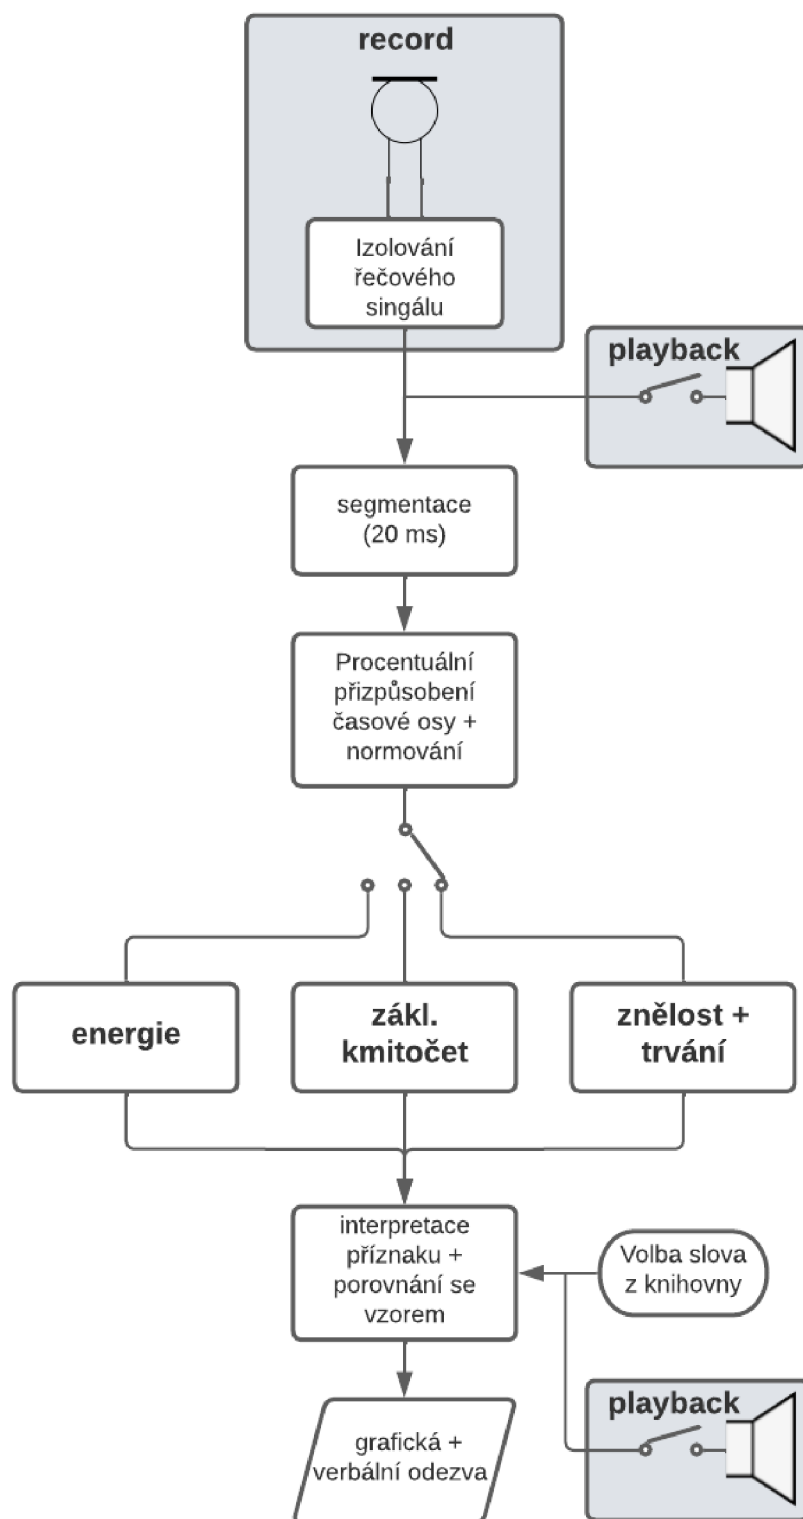 record
Izolování
řečového
singálu
playback
segmentace
(20 ms)
Procentuální
přizpůsobení
časové osy +
normování
energie
zákl.
kmitočet
znělost +
trvání
interpretace
příznaku +
porovnání se
vzorem
Volba slova
z knihovny
playback
grafická +
verbální odezva